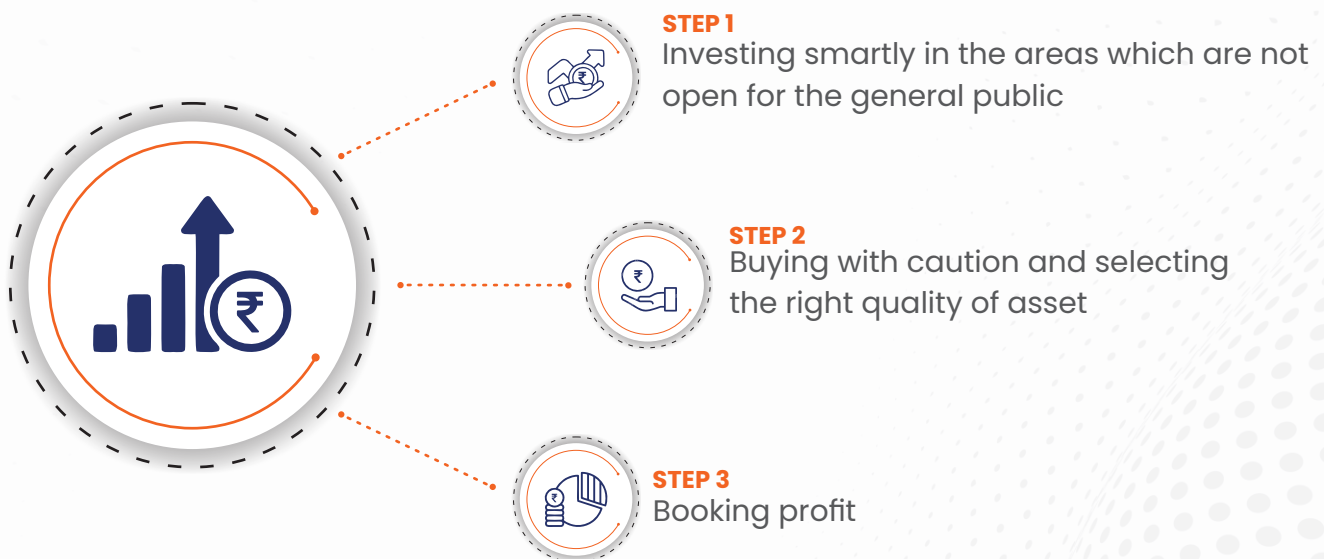 STEP 1
Investing smartly in the areas which are not
open for the general public
₹
₹
STEP 2
Buying with caution and selecting
the right quality of asset
₹
₹
STEP 3
Booking profit